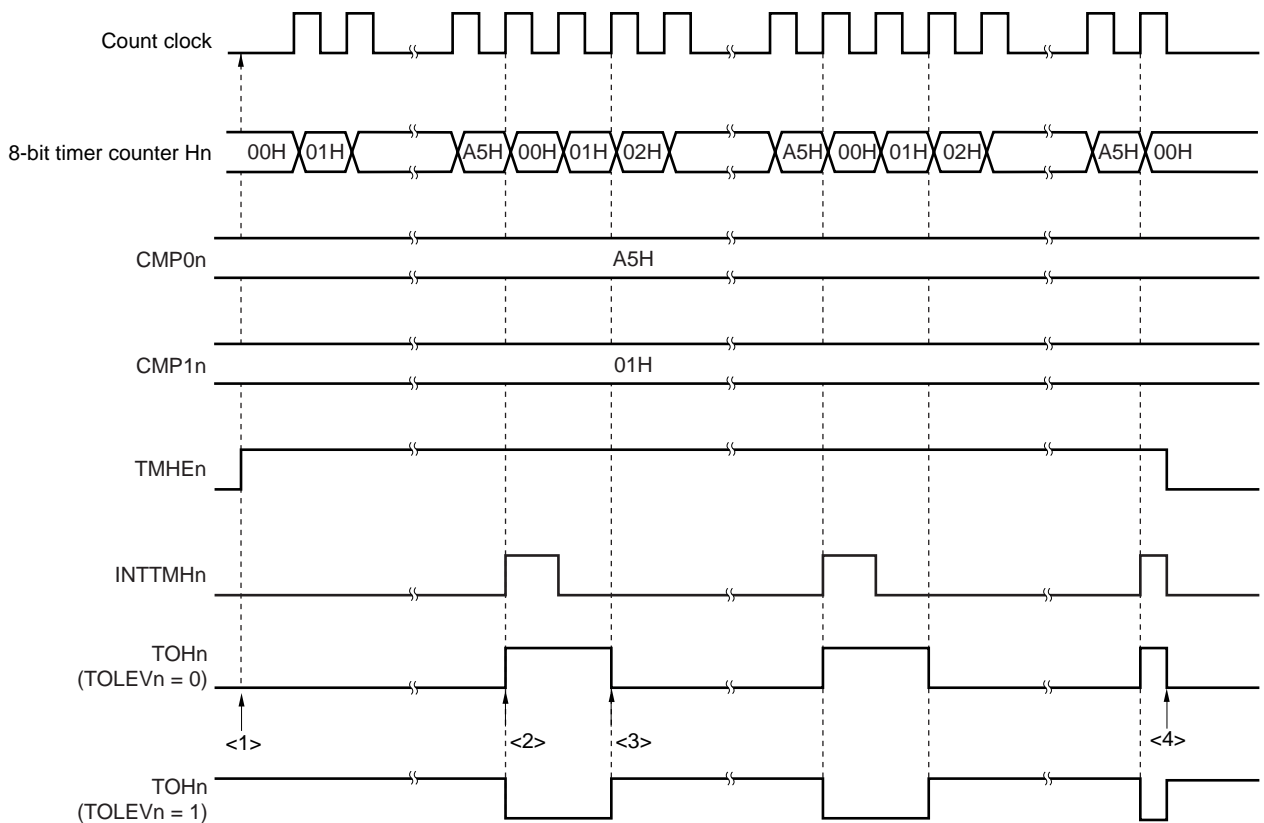 Count clock
8-bit timer counter Hn
00H 01H A5H 00H 01H 02H A5H 00H 01H 02H A5H 00H
CMP0n
A5H
CMP1n
01H
TMHEn
INTTMHn
TOHn
(TOLEVn = 0)
<1> <2> <3> <4>
TOHn
(TOLEVn = 1)